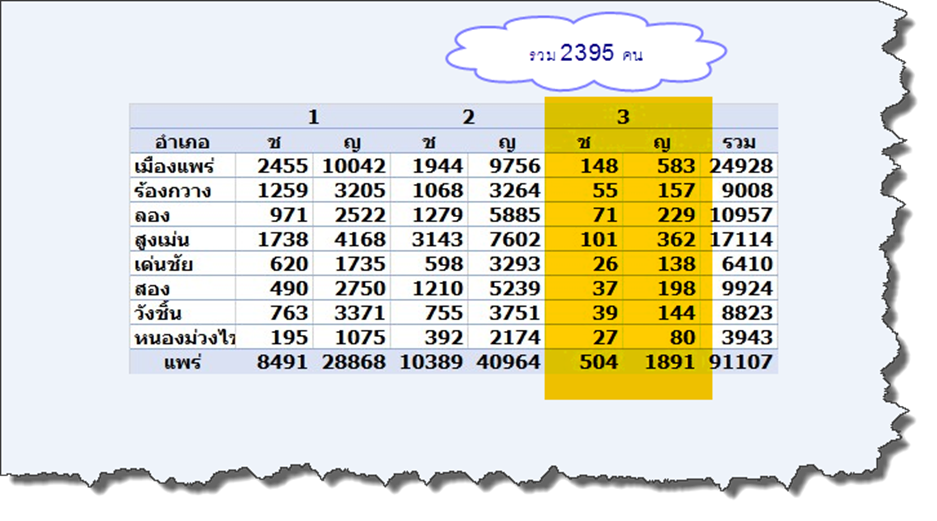 รวม 2395 คน
1 2 3
อำเภอ ช ญ ช ญ ช ญ รวม
เมืองแพร่ 2455 10042 1944 9756 148 583 24928
ร้องกวาง 1259 3205 1068 3264 55 157 9008
ลอง 971 2522 1279 5885 71 229 10957
สูงเม่น 1738 4168 3143 7602 101 362 17114
เด่นชัย 620 1735 598 3293 26 138 6410
สอง 490 2750 1210 5239 37 198 9924
วังชิ้น 763 3371 755 3751 39 144 8823
หนองม่วงไข 195 1075 392 2174 27 80 3943
แพร่ 8491 28868 10389 40964 504 1891 91107